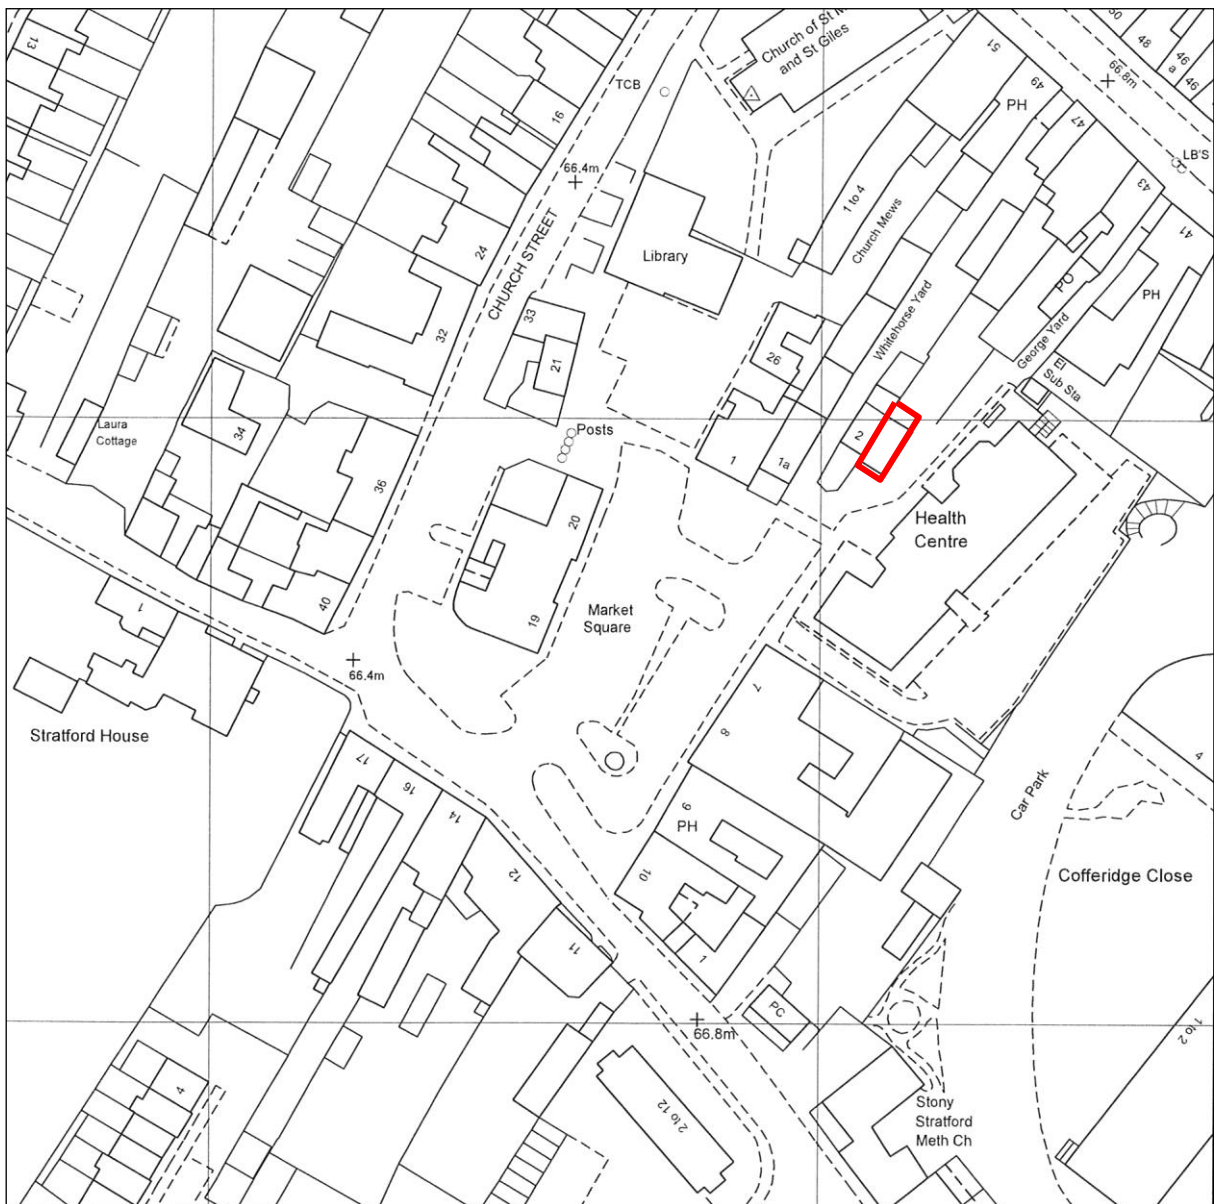 13
16
TCB
66.4m
24
CHURCH STREET
32
33
21
Library
Church of St M
and St Giles
51
49
PH
47
43
41
50
48
46
a
46
66.8m
LB'S
1 to 4
Church Mews
Whitehorse Yard
PO
PH
George Yard
El
Sub Sta
26
2
1
1a
Laura
Cottage
34
36
Posts
Health
Centre
20
19
40
Market
Square
1
66.4m
Stratford House
7
8
17
16
14
12
11
9
PH
10
1
Car Park
4
Cofferidge Close
PC
66.8m
1 to 2
4
2 to 12
Stony
Stratford
Meth Ch